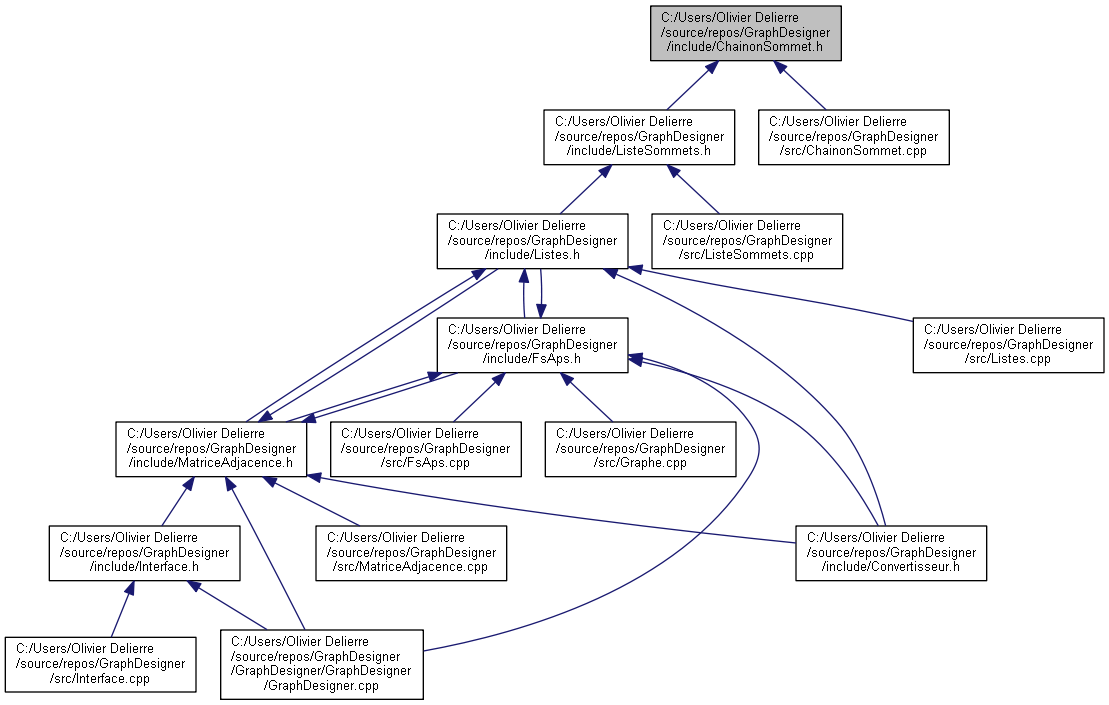 C:/Users/Olivier Delierre
/source/repos/GraphDesigner
/include/ChainonSommet.h
C:/Users/Olivier Delierre
/source/repos/GraphDesigner
/include/ListeSommets.h
C:/Users/Olivier Delierre
/source/repos/GraphDesigner
/src/ChainonSommet.cpp
C:/Users/Olivier Delierre
/source/repos/GraphDesigner
/include/Listes.h
C:/Users/Olivier Delierre
/source/repos/GraphDesigner
/src/ListeSommets.cpp
C:/Users/Olivier Delierre
/source/repos/GraphDesigner
/include/FsAps.h
C:/Users/Olivier Delierre
/source/repos/GraphDesigner
/src/Listes.cpp
C:/Users/Olivier Delierre
/source/repos/GraphDesigner
/include/MatriceAdjacence.h
C:/Users/Olivier Delierre
/source/repos/GraphDesigner
/src/FsAps.cpp
C:/Users/Olivier Delierre
/source/repos/GraphDesigner
/src/Graphe.cpp
C:/Users/Olivier Delierre
/source/repos/GraphDesigner
/include/Interface.h
C:/Users/Olivier Delierre
/source/repos/GraphDesigner
/src/MatriceAdjacence.cpp
C:/Users/Olivier Delierre
/source/repos/GraphDesigner
/include/Convertisseur.h
C:/Users/Olivier Delierre
/source/repos/GraphDesigner
/src/Interface.cpp
C:/Users/Olivier Delierre
/source/repos/GraphDesigner
/GraphDesigner/GraphDesigner
/GraphDesigner.cpp